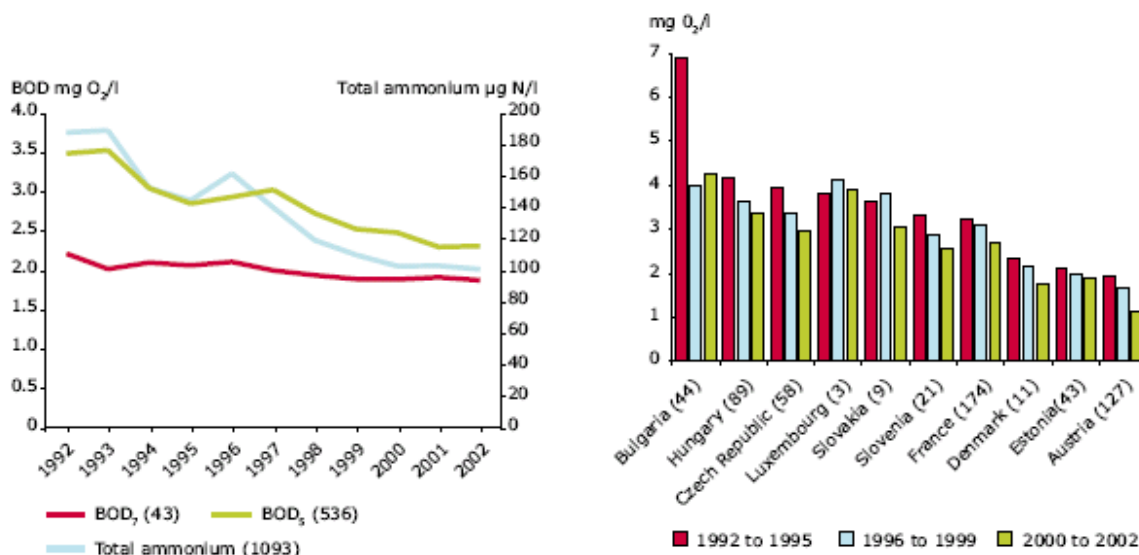 BOD mg O₂/l
Total ammonium µg N/l
4.0
3.5
3.0
2.5
2.0
1.5
1.0
0.5
0
200
180
160
140
120
100
80
60
40
20
0
1992
1993
1994
1995
1996
1997
1998
1999
2000
2001
2002
BOD₇ (43)
BOD₅ (536)
Total ammonium (1093)
mg O₂/l
7
6
5
4
3
2
1
0
Bulgaria (44)
Hungary (89)
Czech Republic (58)
Luxembourg (3)
Slovakia (9)
Slovenia (21)
France (174)
Denmark (11)
Estonia(43)
Austria (127)
1992 to 1995
1996 to 1999
2000 to 2002